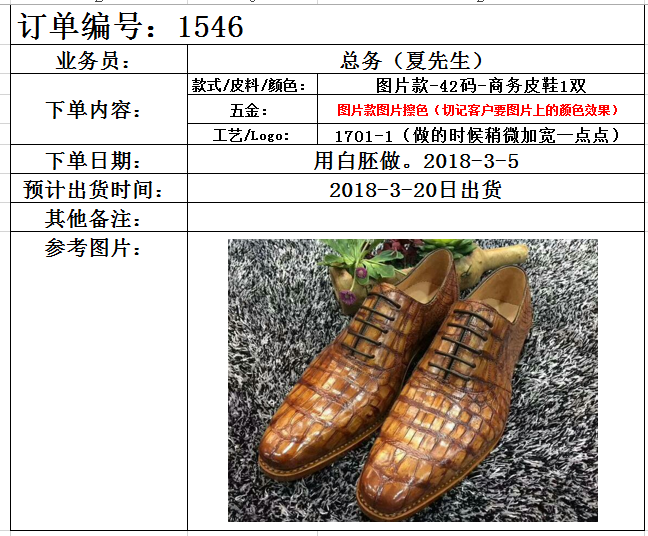 订单编号：1546
业务员：
总务（夏先生）
下单内容：
款式/皮料/颜色：
图片款-42码-商务皮鞋1双
五金：
图片款图片擦色（切记客户要图片上的颜色效果）
工艺/Logo：
1701-1（做的时候稍微加宽一点点）
下单日期：
用白胚做。2018-3-5
预计出货时间：
2018-3-20日出货
其他备注：
参考图片：